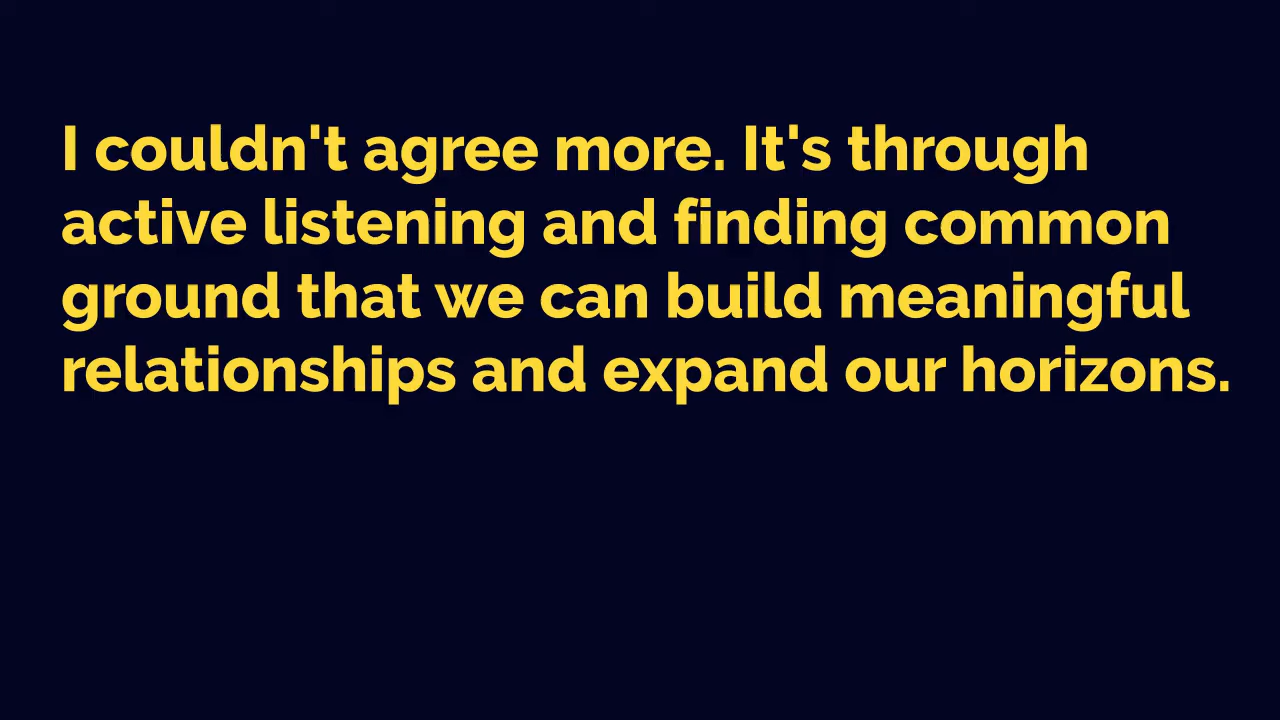 I couldn't agree more. It's through
active listening and finding common
ground that we can build meaningful
relationships and expand our horizons.